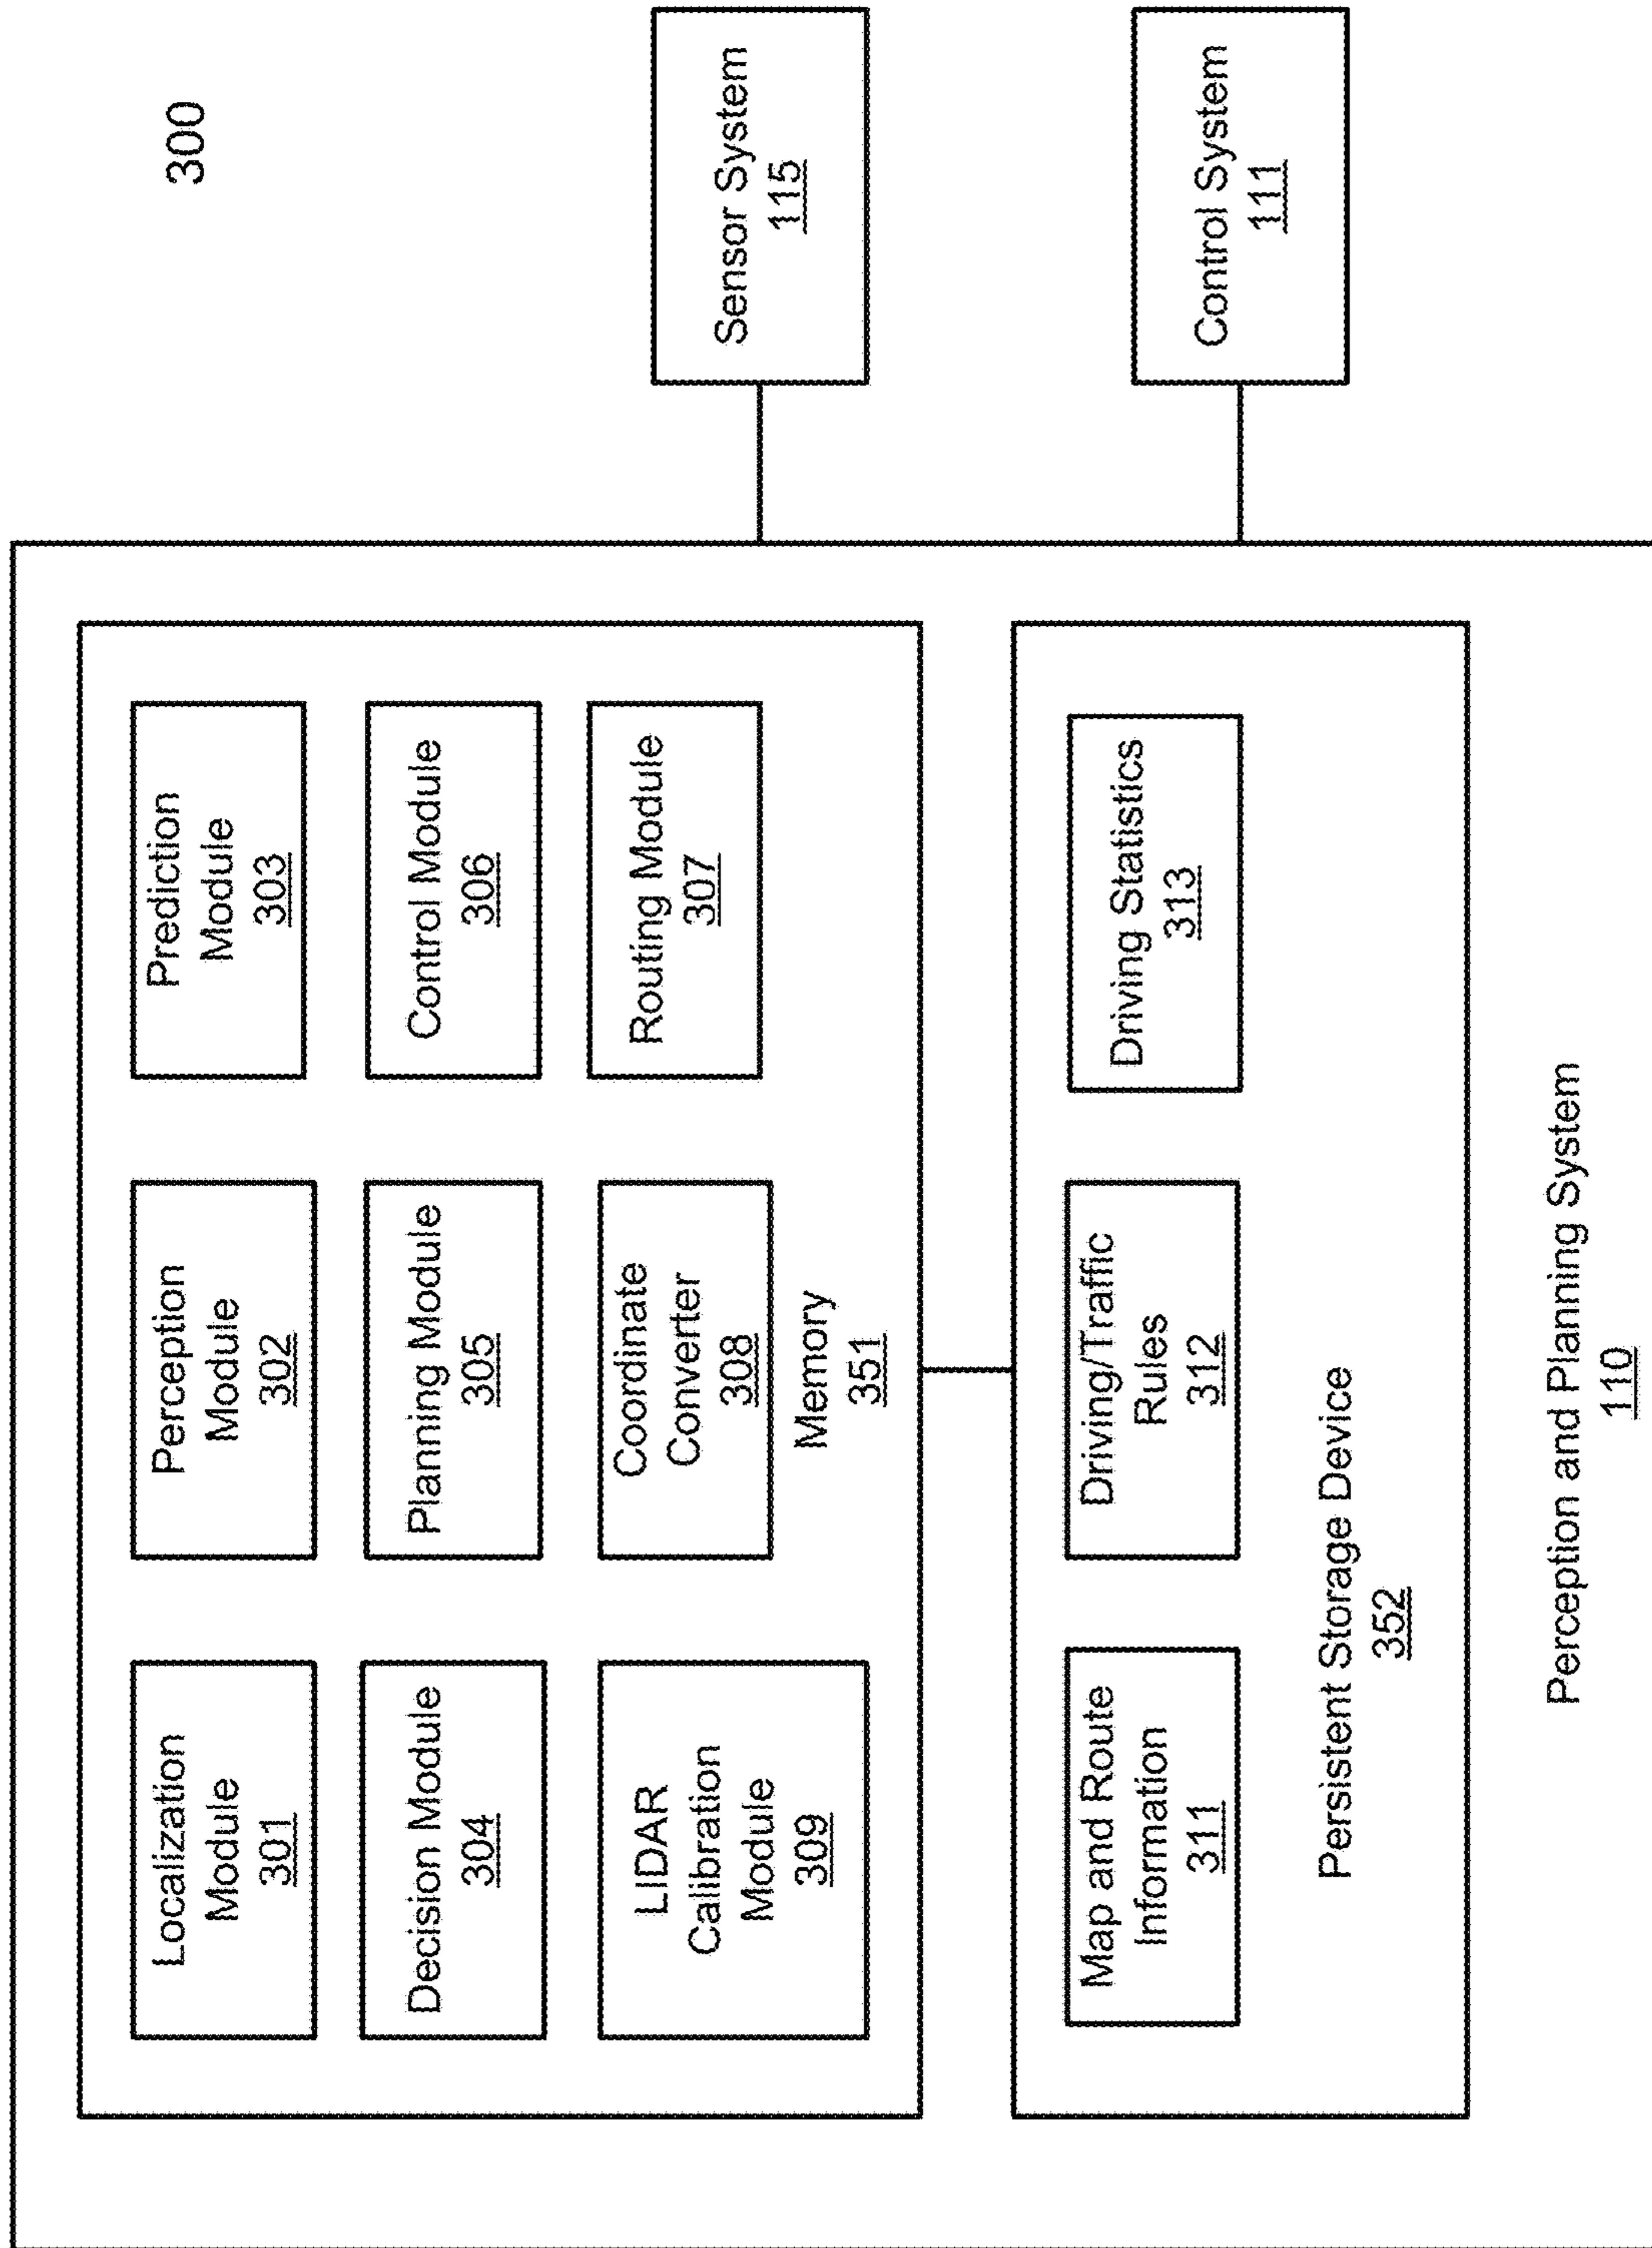 300
Localization
Module
301
Perception
Module
302
Prediction
Module
303
Decision Module
304
Planning Module
305
Control Module
306
LIDAR
Calibration
Module
309
Coordinate
Converter
308
Routing Module
307
Memory
351
Sensor System
115
Map and Route
Information
311
Driving/Traffic
Rules
312
Driving Statistics
313
Persistent Storage Device
352
Control System
111
Perception and Planning System
110